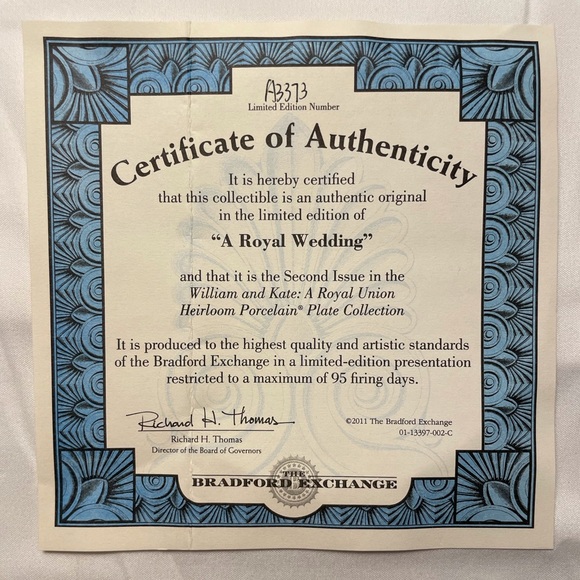 A3373
Limited Edition Number
Certificate of Authenticity
It is hereby certified
that this collectible is an authentic original
in the limited edition of
“A Royal Wedding”
and that it is the Second Issue in the
William and Kate: A Royal Union
Heirloom Porcelain® Plate Collection
It is produced to the highest quality and artistic standards
of the Bradford Exchange in a limited-edition presentation
restricted to a maximum of 95 firing days.
Richard H. Thomas
Richard H. Thomas
Director of the Board of Governors
©2011 The Bradford Exchange
01-13397-002-C
THE
BRADFORD EXCHANGE